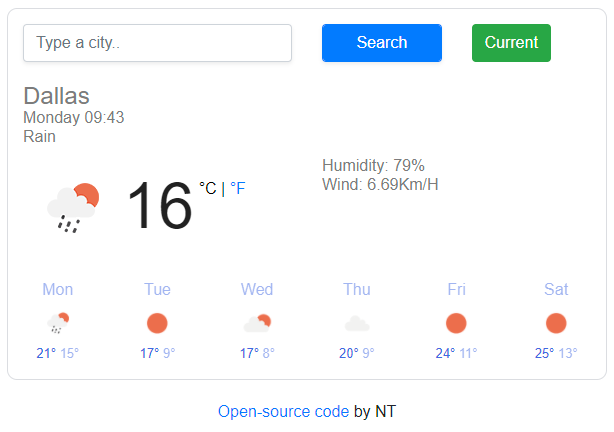 Type a city.. Search Current
Dallas
Monday 09:43
Rain
Humidity: 79%
Wind: 6.69Km/H
16 °C | °F
Mon Tue Wed Thu Fri Sat
21° 15° 17° 9° 17° 8° 20° 9° 24° 11° 25° 13°
Open-source code by NT